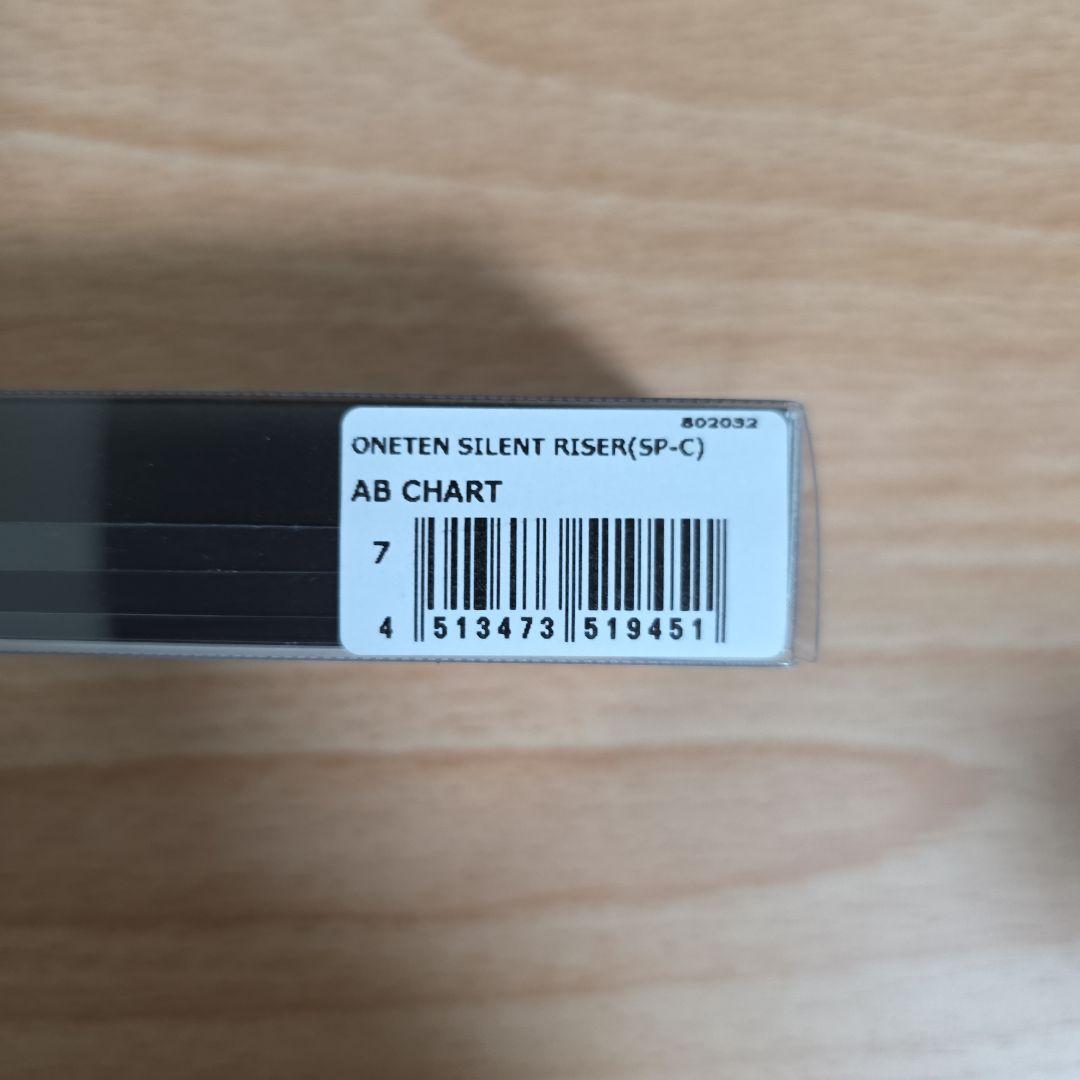 802032
ONETEN SILENT RISER(SP-C)
AB CHART
7
4 513473 519451